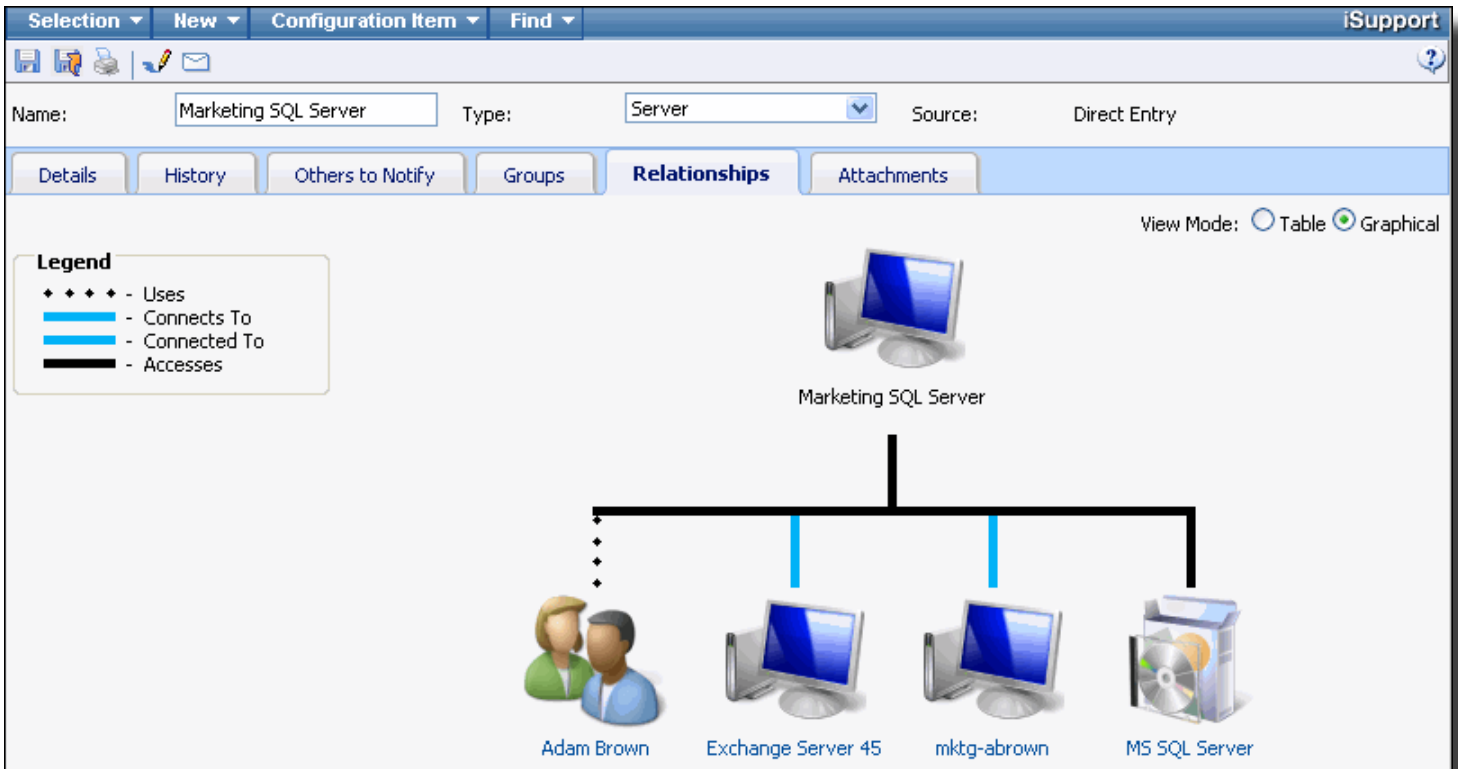 Selection New Configuration Item Find iSupport
Name: Marketing SQL Server Type: Server Source: Direct Entry
Details History Others to Notify Groups Relationships Attachments
View Mode: Table Graphical
Legend
- Uses
- Connects To
- Connected To
- Accesses
Marketing SQL Server
Adam Brown Exchange Server 45 mktg-abrown MS SQL Server